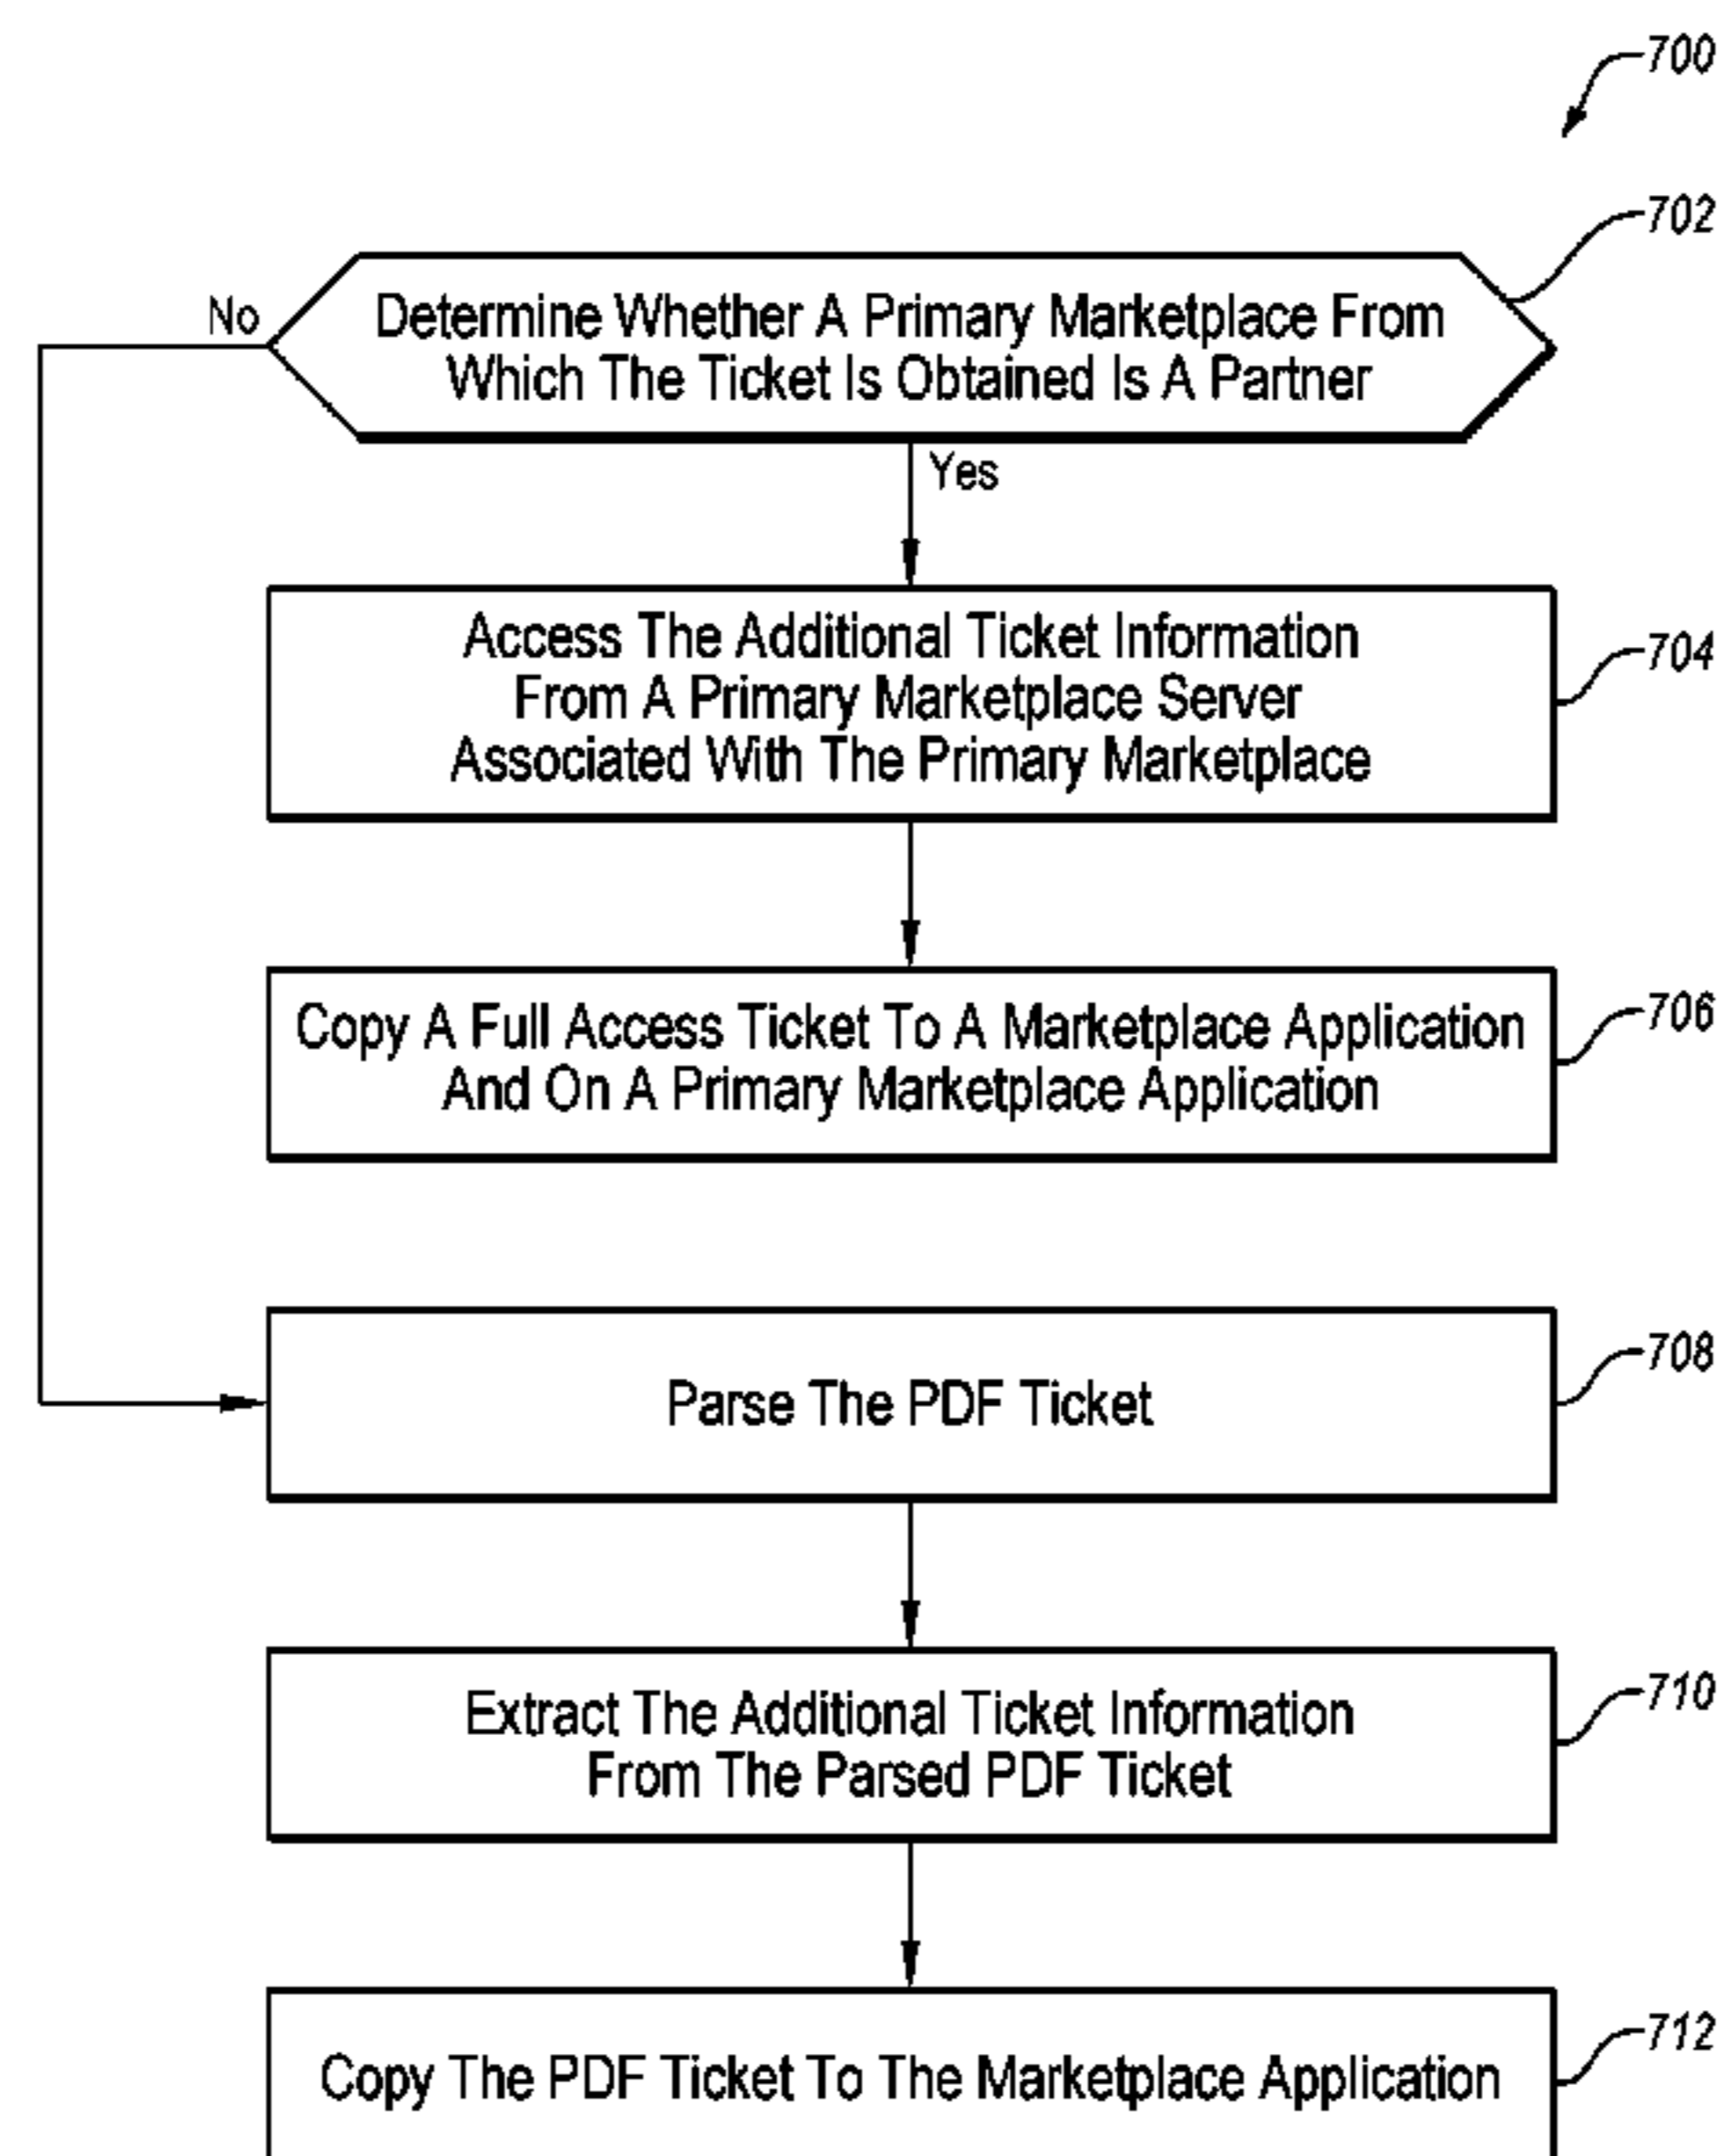 700
702
No
Determine Whether A Primary Marketplace From
Which The Ticket Is Obtained Is A Partner
Yes
Access The Additional Ticket Information
From A Primary Marketplace Server
Associated With The Primary Marketplace
704
Copy A Full Access Ticket To A Marketplace Application
And On A Primary Marketplace Application
706
Parse The PDF Ticket
708
Extract The Additional Ticket Information
From The Parsed PDF Ticket
710
Copy The PDF Ticket To The Marketplace Application
712